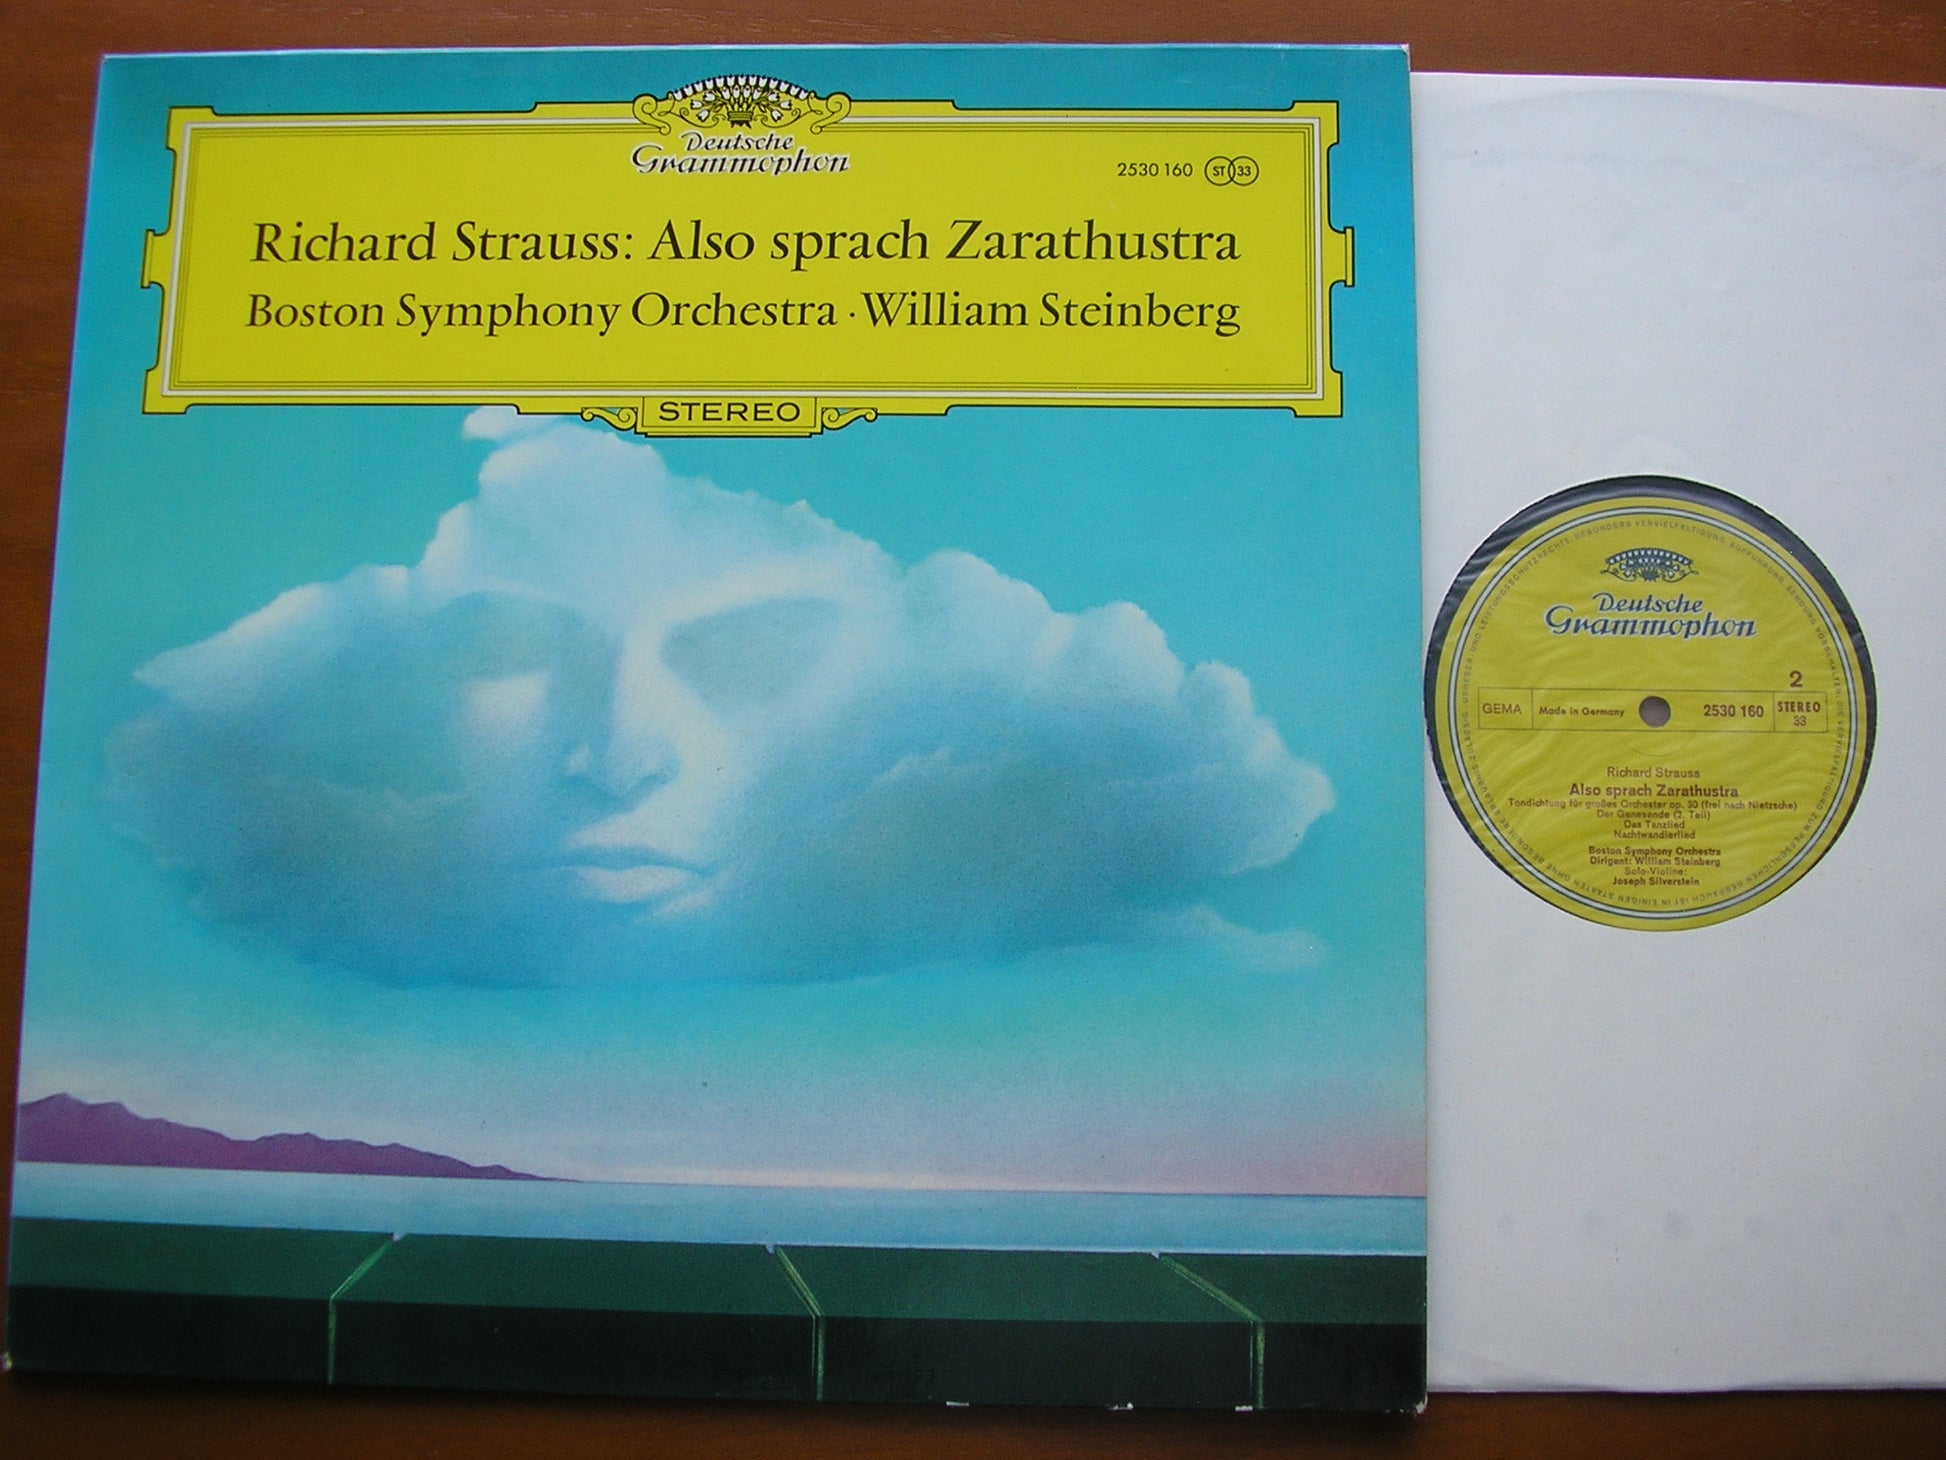 Deutsche
Grammophon
2530 160 ST 33
Richard Strauss: Also sprach Zarathustra
Boston Symphony Orchestra · William Steinberg
STEREO
Deutsche
Grammophon
2
GEMA Made in Germany 2530 160 STEREO
33
Richard Strauss
Also sprach Zarathustra
Tondichtung für großes Orchester op. 30 (frei nach Nietzsche)
Der Genesende (2. Teil)
Das Tanzlied
Nachtwandlerlied
Boston Symphony Orchestra
Dirigent: William Steinberg
Solo-Violine:
Joseph Silverstein